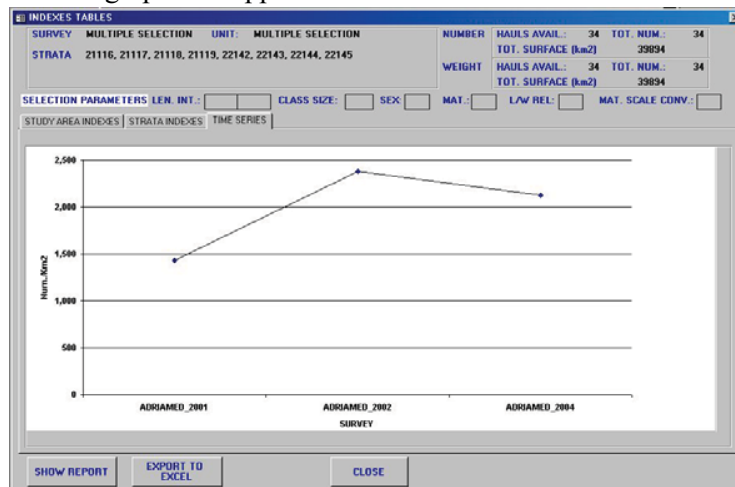 INDEXES TABLES
SURVEY MULTIPLE SELECTION UNIT: MULTIPLE SELECTION NUMBER HAULS AVAIL.: 34 TOT. NUM.: 34
TOT. SURFACE (km2) 39894
STRATA 21116, 21117, 21118, 21119, 22142, 22143, 22144, 22145
WEIGHT HAULS AVAIL.: 34 TOT. NUM.: 34
TOT. SURFACE (km2) 39894
SELECTION PARAMETERS LEN. INT.: CLASS SIZE: SEX: MAT.: L/W REL: MAT. SCALE CONV.:
STUDY AREA INDEXES STRATA INDEXES TIME SERIES
2,500
2,000
1,500
1,000
500
0
Num./Km2
ADRIAMED_2001 ADRIAMED_2002 ADRIAMED_2004
SURVEY
SHOW REPORT EXPORT TO EXCEL CLOSE